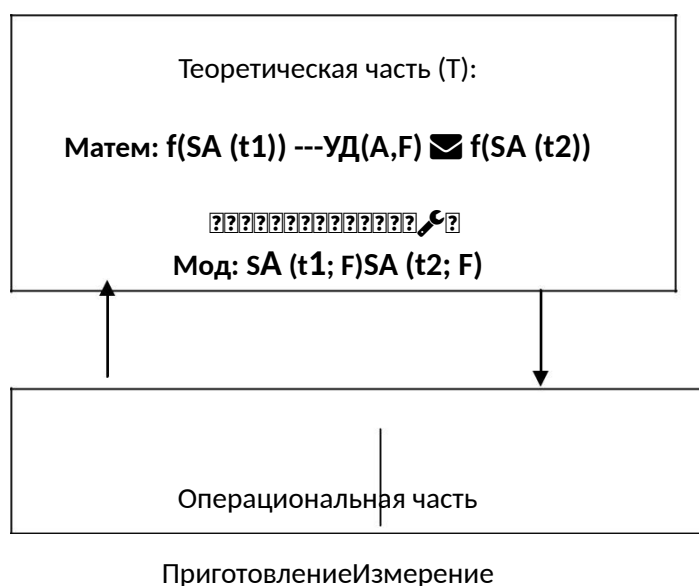 Теоретическая часть (Т):
Матем: f(SA (t1)) ---УД(A,F) f(SA (t2))
Мод: SA (t1; F)SA (t2; F)
Операциональная часть
ПриготовлениеИзмерение